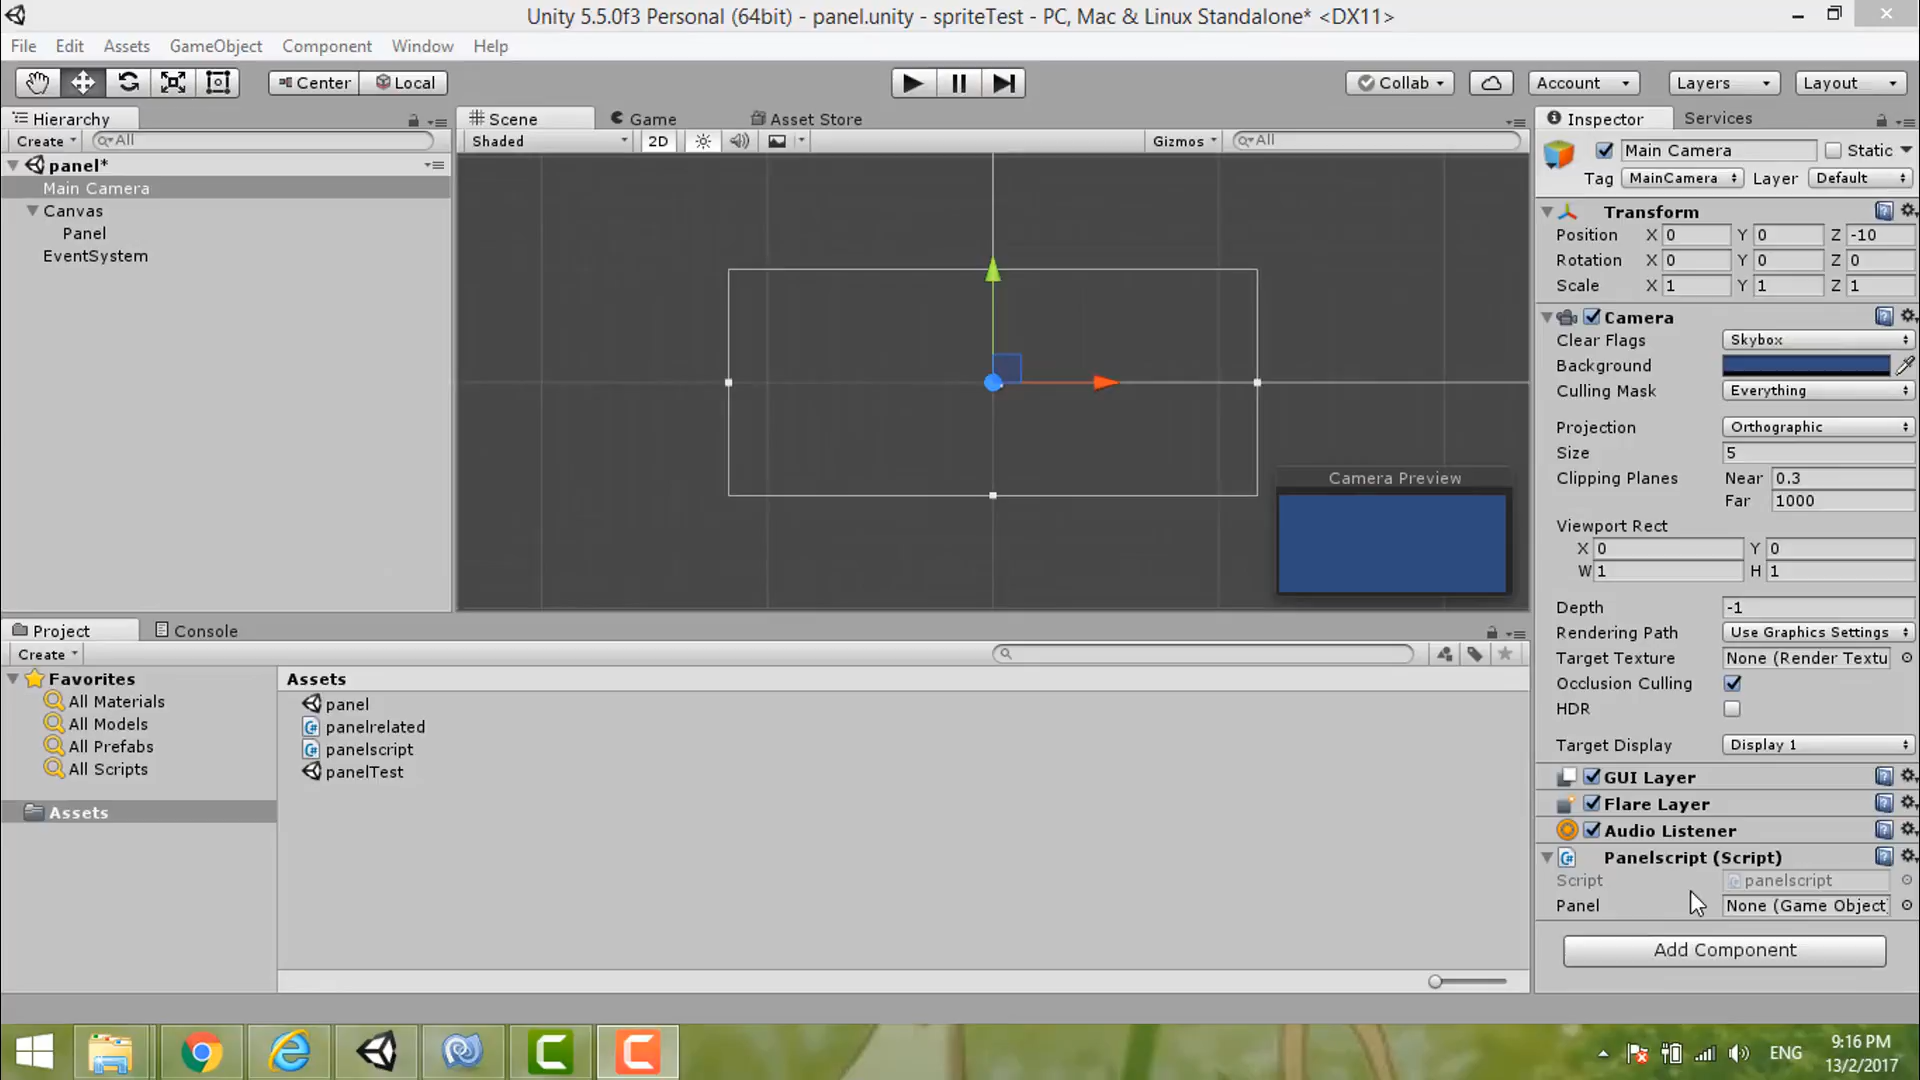 Unity 5.5.0f3 Personal (64bit) - panel.unity - spriteTest - PC, Mac & Linux Standalone* <DX11>
File Edit Assets GameObject Component Window Help
Center Local Collab Account Layers Layout
Hierarchy
Create All
panel*
Main Camera
Canvas
Panel
EventSystem
Scene Game Asset Store
Shaded 2D Gizmos All
Camera Preview
Inspector Services
Main Camera Static
Tag MainCamera Layer Default
Transform
Position X 0 Y 0 Z -10
Rotation X 0 Y 0 Z 0
Scale X 1 Y 1 Z 1
Camera
Clear Flags Skybox
Background
Culling Mask Everything
Projection Orthographic
Size 5
Clipping Planes Near 0.3
Far 1000
Viewport Rect
X 0 Y 0
W 1 H 1
Depth -1
Rendering Path Use Graphics Settings
Target Texture None (Render Textu
Occlusion Culling
HDR
Target Display Display 1
GUI Layer
Flare Layer
Audio Listener
Panelscript (Script)
Script panelscript
Panel None (Game Object
Add Component
Project Console
Create
Favorites
All Materials
All Models
All Prefabs
All Scripts
Assets
Assets
panel
panelrelated
panelscript
panelTest
ENG
9:16 PM
13/2/2017